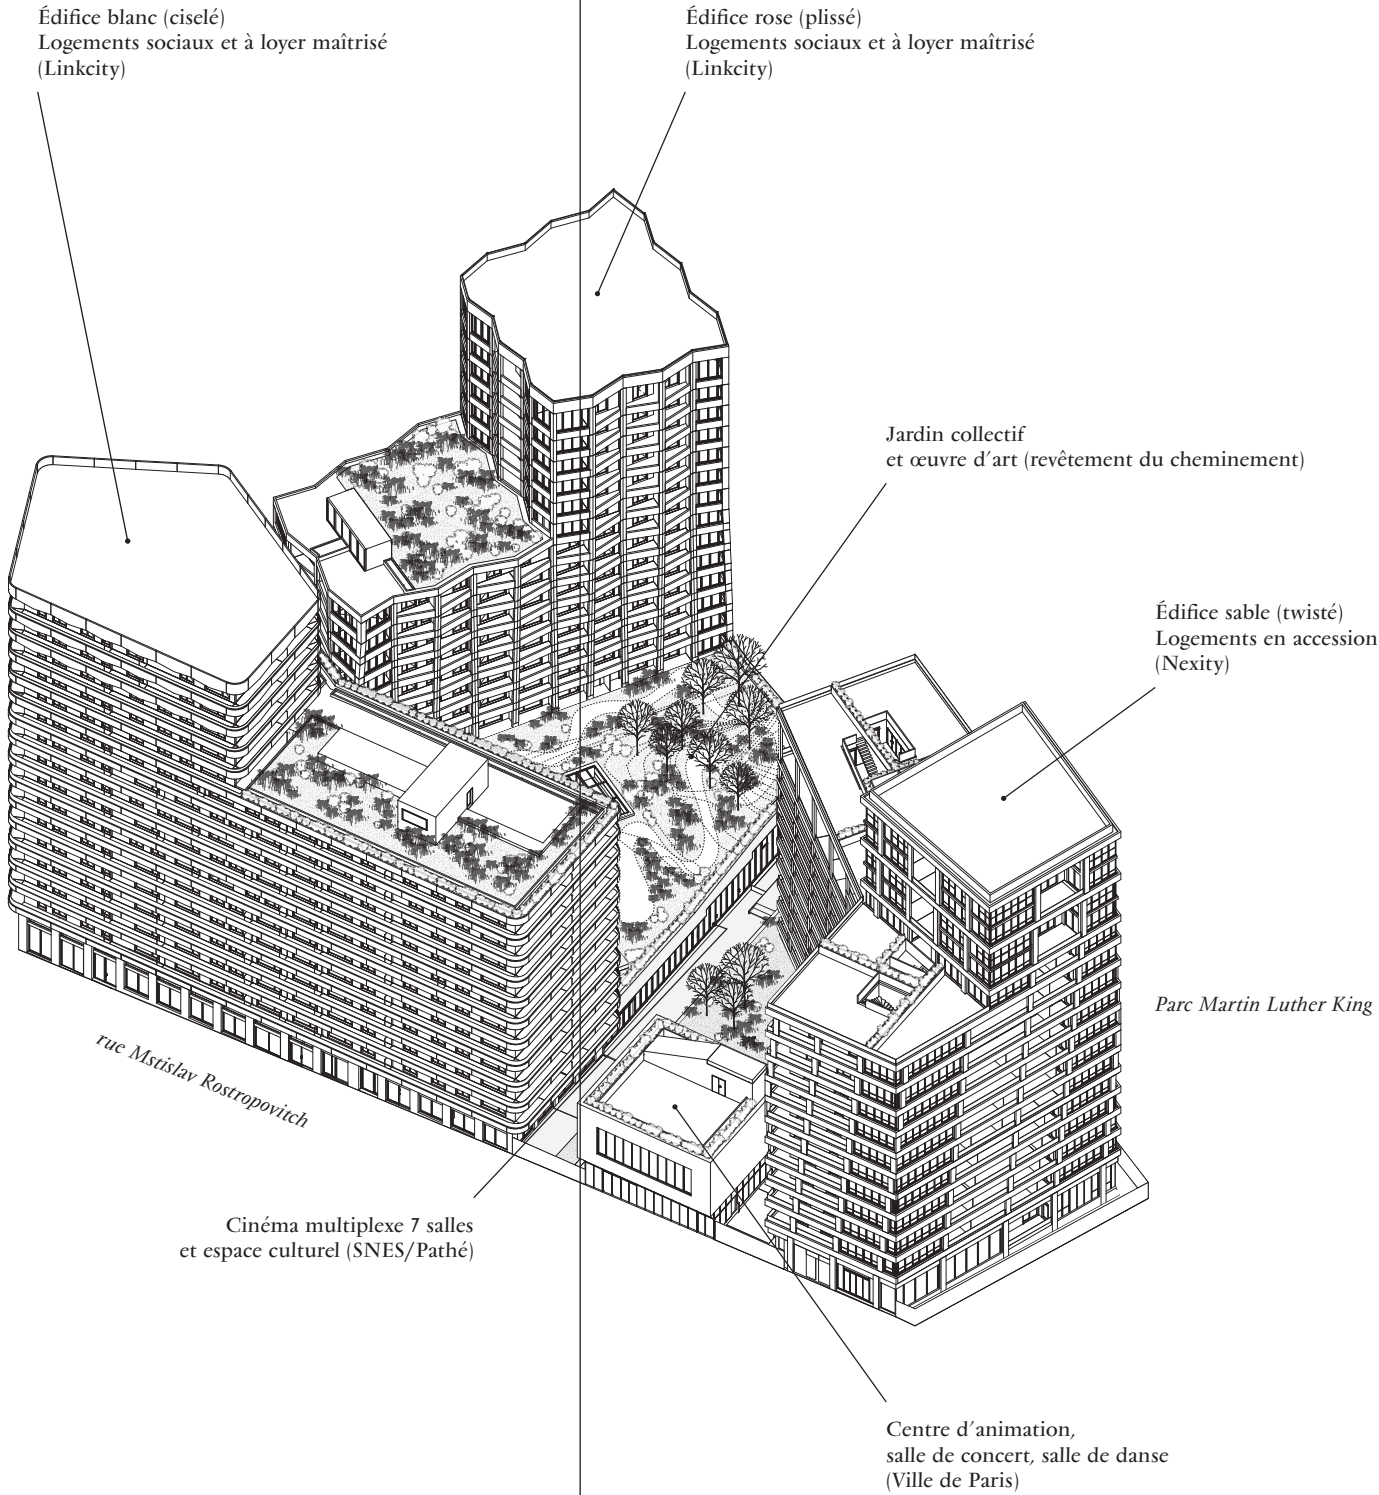 Édifice blanc (ciselé)
Logements sociaux et à loyer maîtrisé
(Linkcity)
Édifice rose (plissé)
Logements sociaux et à loyer maîtrisé
(Linkcity)
Jardin collectif
et œuvre d’art (revêtement du cheminement)
Édifice sable (twisté)
Logements en accession
(Nexity)
Parc Martin Luther King
rue Mstislav Rostropovitch
Cinéma multiplexe 7 salles
et espace culturel (SNES/Pathé)
Centre d’animation,
salle de concert, salle de danse
(Ville de Paris)